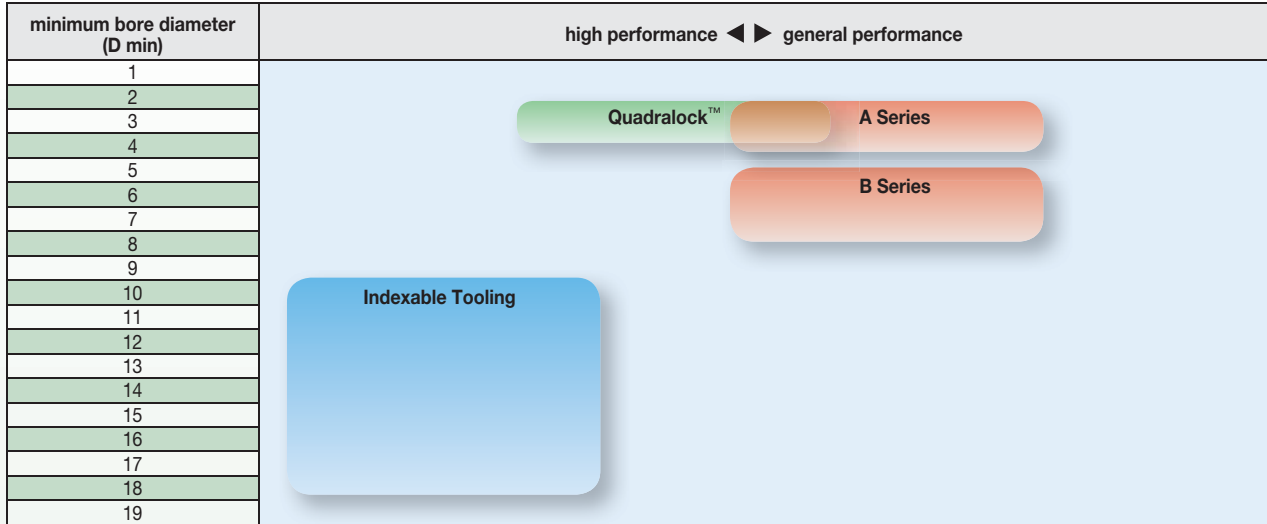 minimum bore diameter
(D min)
high performance ◀ ▶ general performance
1
2
3
4
5
6
7
8
9
10
11
12
13
14
15
16
17
18
19
Quadralock™
A Series
B Series
Indexable Tooling